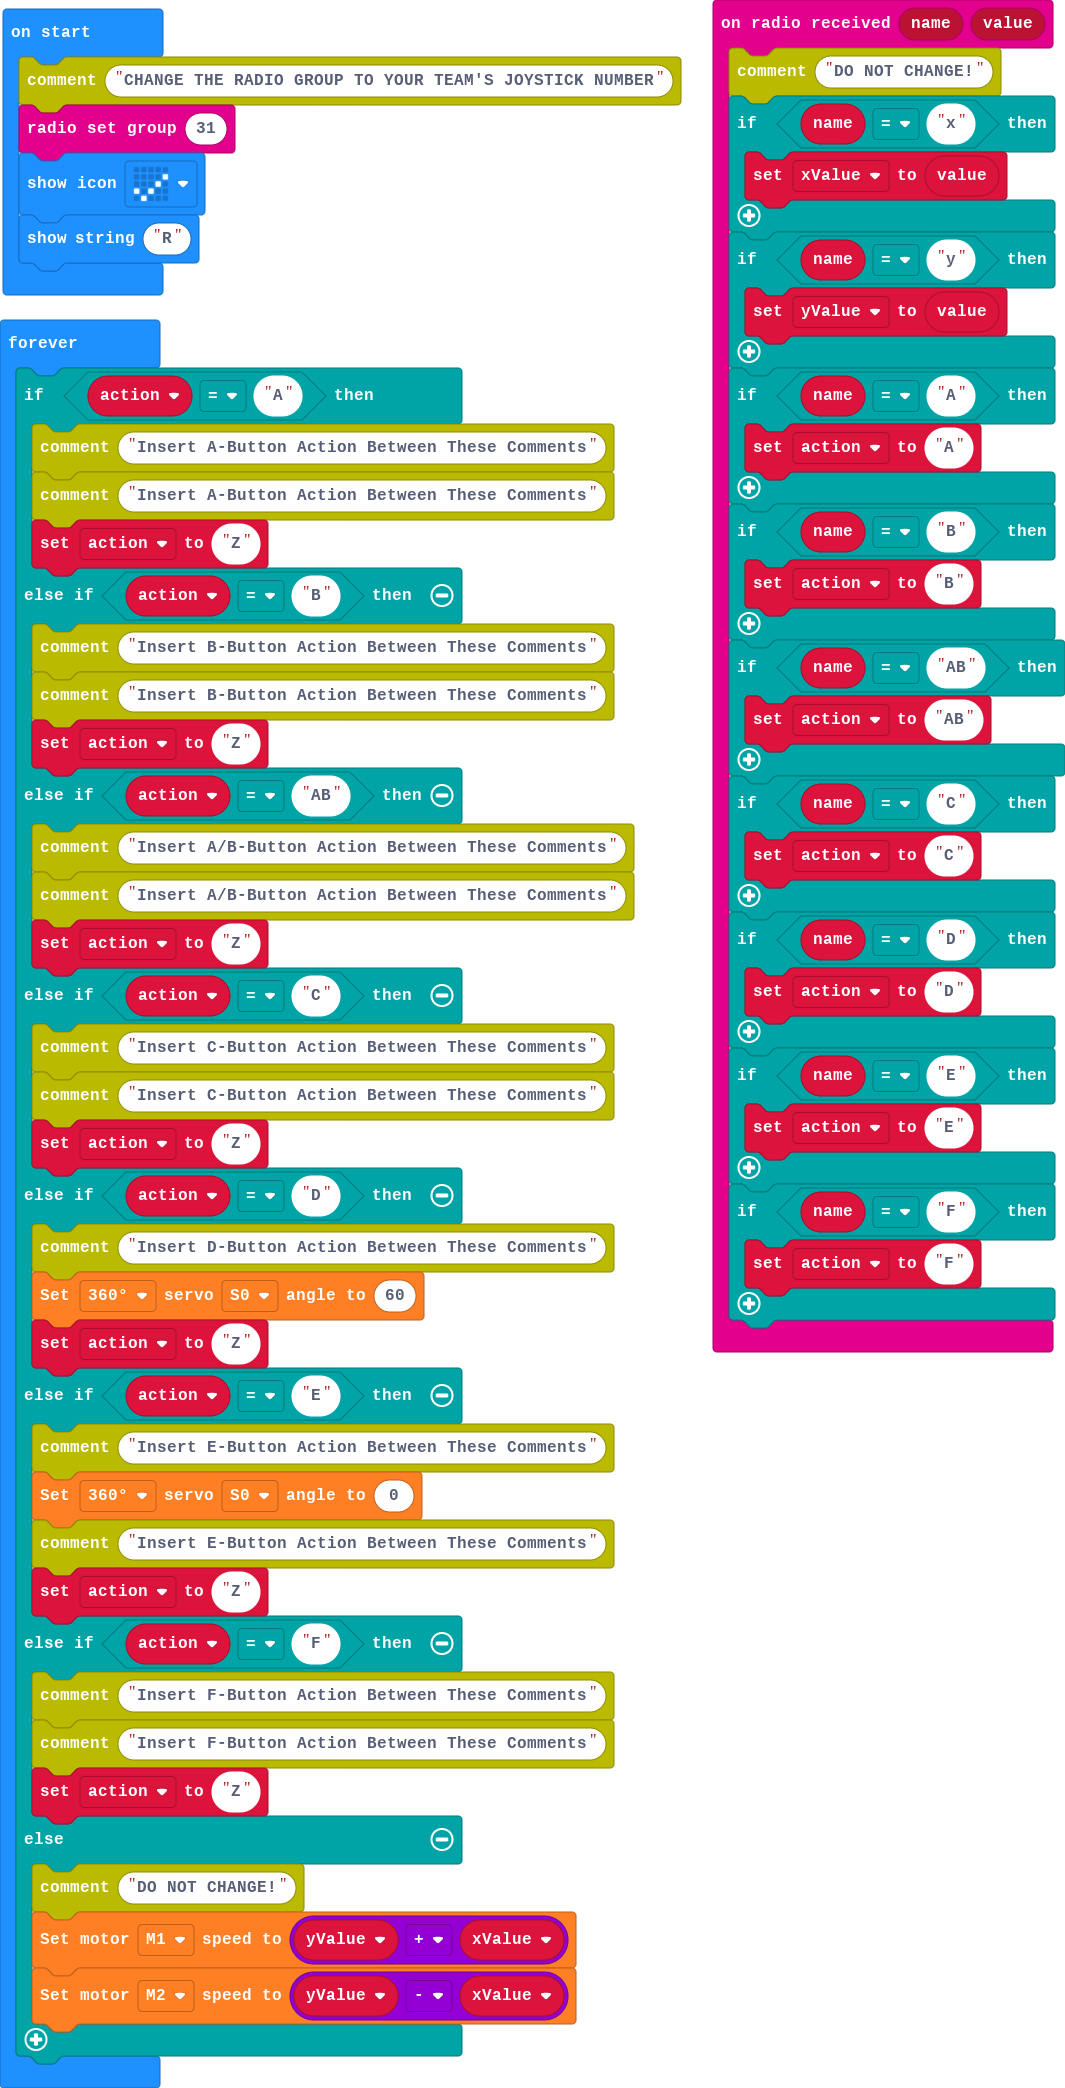 on start
comment "CHANGE THE RADIO GROUP TO YOUR TEAM'S JOYSTICK NUMBER"
radio set group 31
show icon
show string "R"
forever
if action = "A" then
comment "Insert A-Button Action Between These Comments"
comment "Insert A-Button Action Between These Comments"
set action to "Z"
else if action = "B" then
comment "Insert B-Button Action Between These Comments"
comment "Insert B-Button Action Between These Comments"
set action to "Z"
else if action = "AB" then
comment "Insert A/B-Button Action Between These Comments"
comment "Insert A/B-Button Action Between These Comments"
set action to "Z"
else if action = "C" then
comment "Insert C-Button Action Between These Comments"
comment "Insert C-Button Action Between These Comments"
set action to "Z"
else if action = "D" then
comment "Insert D-Button Action Between These Comments"
Set 360° servo S0 angle to 60
set action to "Z"
else if action = "E" then
comment "Insert E-Button Action Between These Comments"
Set 360° servo S0 angle to 0
comment "Insert E-Button Action Between These Comments"
set action to "Z"
else if action = "F" then
comment "Insert F-Button Action Between These Comments"
comment "Insert F-Button Action Between These Comments"
set action to "Z"
else
comment "DO NOT CHANGE!"
Set motor M1 speed to yValue + xValue
Set motor M2 speed to yValue - xValue
on radio received name value
comment "DO NOT CHANGE!"
if name = "x" then
set xValue to value
if name = "y" then
set yValue to value
if name = "A" then
set action to "A"
if name = "B" then
set action to "B"
if name = "AB" then
set action to "AB"
if name = "C" then
set action to "C"
if name = "D" then
set action to "D"
if name = "E" then
set action to "E"
if name = "F" then
set action to "F"